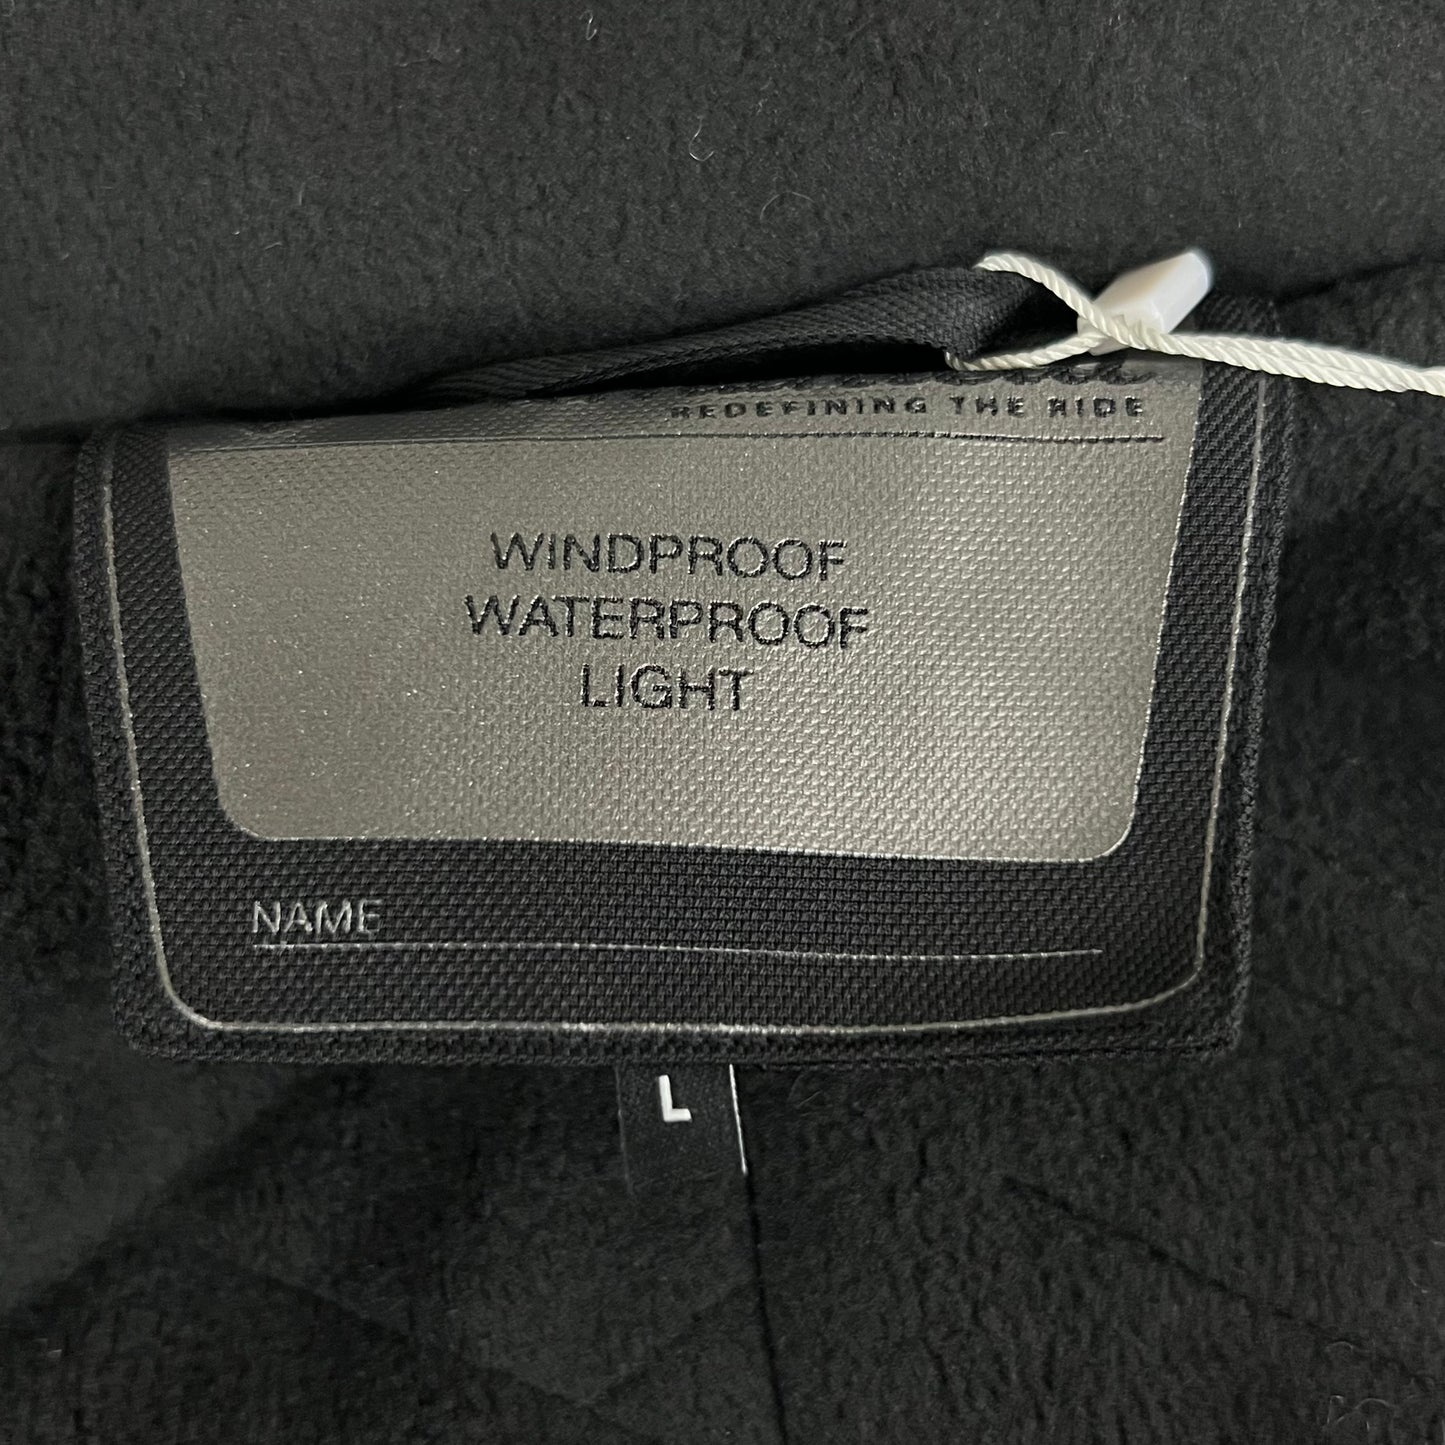 REDEFINING THE RIDE
WINDPROOF
WATERPROOF
LIGHT
NAME
L